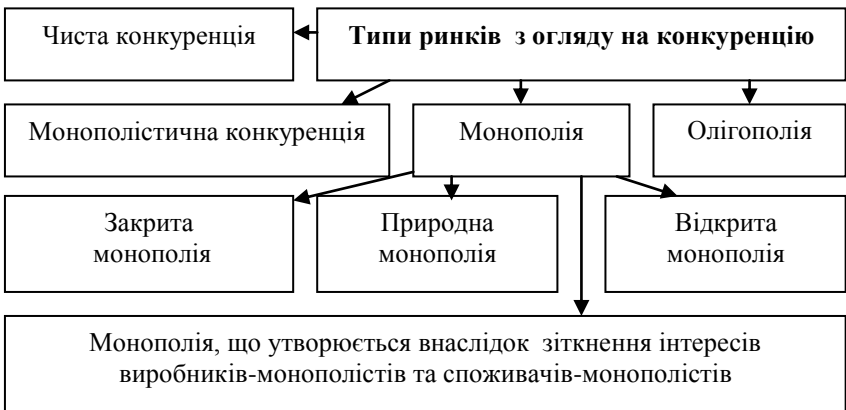 Чиста конкуренція
Типи ринків з огляду на конкуренцію
Монополістична конкуренція
Монополія
Олігополія
Закрита
монополія
Природна
монополія
Відкрита
монополія
Монополія, що утворюється внаслідок зіткнення інтересів
виробників-монополістів та споживачів-монополістів